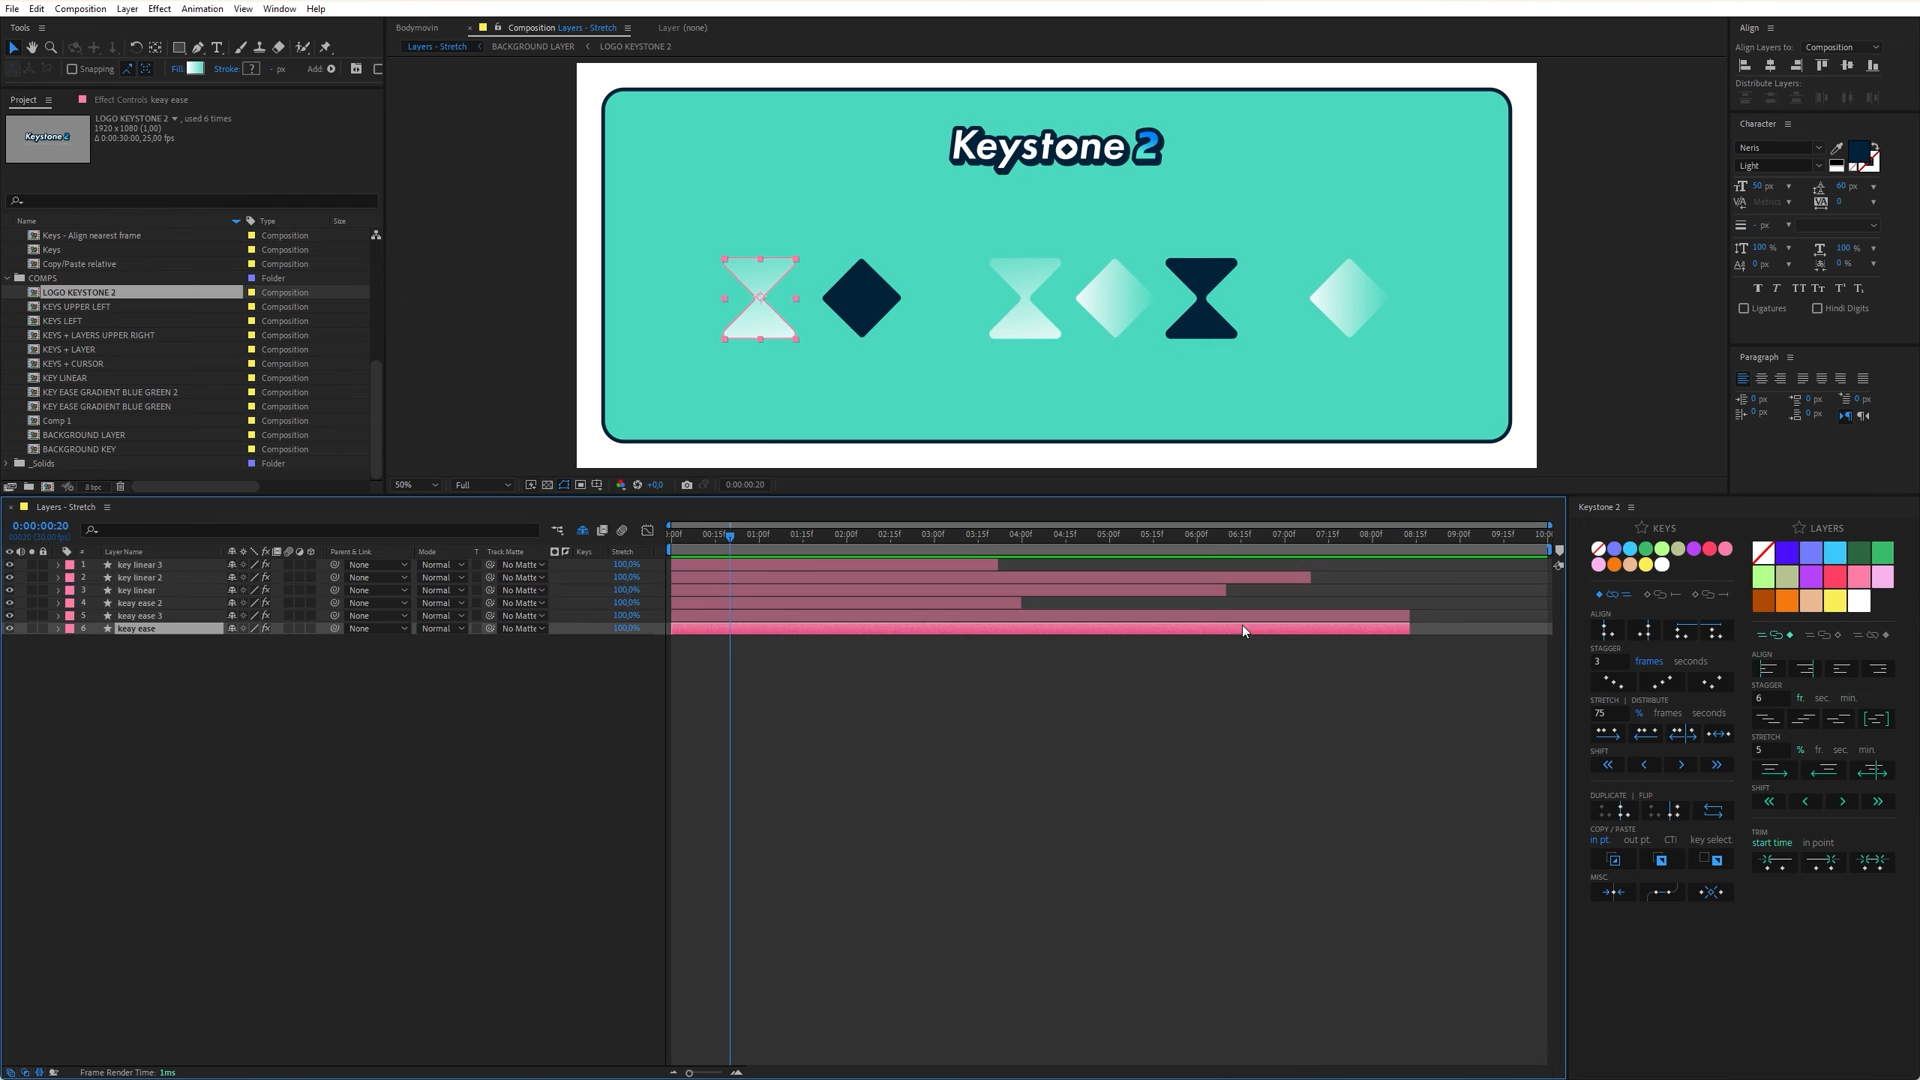 File Edit Composition Layer Effect Animation View Window Help
Tools
Snapping Fill: Stroke: ? - px Add:
Project Effect Controls keay ease
LOGO KEYSTONE 2, used 6 times
1920 x 1080 (1,00)
Δ 0:00:30:00, 25,00 fps
Name Type Size
Keys - Align nearest frame Composition
Keys Composition
Copy/Paste relative Composition
COMPS Folder
LOGO KEYSTONE 2 Composition
KEYS UPPER LEFT Composition
KEYS LEFT Composition
KEYS + LAYERS UPPER RIGHT Composition
KEYS + LAYER Composition
KEYS + CURSOR Composition
KEY LINEAR Composition
KEY EASE GRADIENT BLUE GREEN 2 Composition
KEY EASE GRADIENT BLUE GREEN Composition
Comp 1 Composition
BACKGROUND LAYER Composition
BACKGROUND KEY Composition
_Solids Folder
8 bpc
Bodymovin Composition Layers - Stretch Layer (none)
Layers - Stretch BACKGROUND LAYER LOGO KEYSTONE 2
Keystone 2
50% Full +0,0 0:00:00:20
Align
Align Layers to: Composition
Distribute Layers:
Character
Neris
Light
50 px 60 px
Metrics 0
- px
100 % 100 %
0 px 0 %
T T TT Tt T¹ T₁
Ligatures Hindi Digits
Paragraph
0 px 0 px 0 px
0 px 0 px
Layers - Stretch
0:00:00:20
00020 (30.00 fps)
# Layer Name Parent & Link Mode T Track Matte Keys Stretch
:00f 00:15f 01:00f 01:15f 02:00f 02:15f 03:00f 03:15f 04:00f 04:15f 05:00f 05:15f 06:00f 06:15f 07:00f 07:15f 08:00f 08:15f 09:00f 09:15f 10:00
1 key linear 3 None Normal No Matte 100,0%
2 key linear 2 None Normal No Matte 100,0%
3 key linear None Normal No Matte 100,0%
4 keay ease 2 None Normal No Matte 100,0%
5 keay ease 3 None Normal No Matte 100,0%
6 keay ease None Normal No Matte 100,0%
Frame Render Time: 1ms
Keystone 2
KEYS
ALIGN
STAGGER
3 frames seconds
STRETCH | DISTRIBUTE
75 % frames seconds
SHIFT
DUPLICATE | FLIP
COPY / PASTE
in pt. out pt. CTI key select.
MISC.
LAYERS
ALIGN
STAGGER
6 fr. sec. min.
STRETCH
5 % fr. sec. min.
SHIFT
TRIM
start time in point